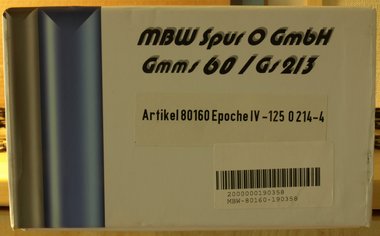 MBW Spur O GmbH
Gmms 60 / Gs 213
Artikel 80160 Epoche IV -125 0 214-4
2000000190358
MBW-80160-190358